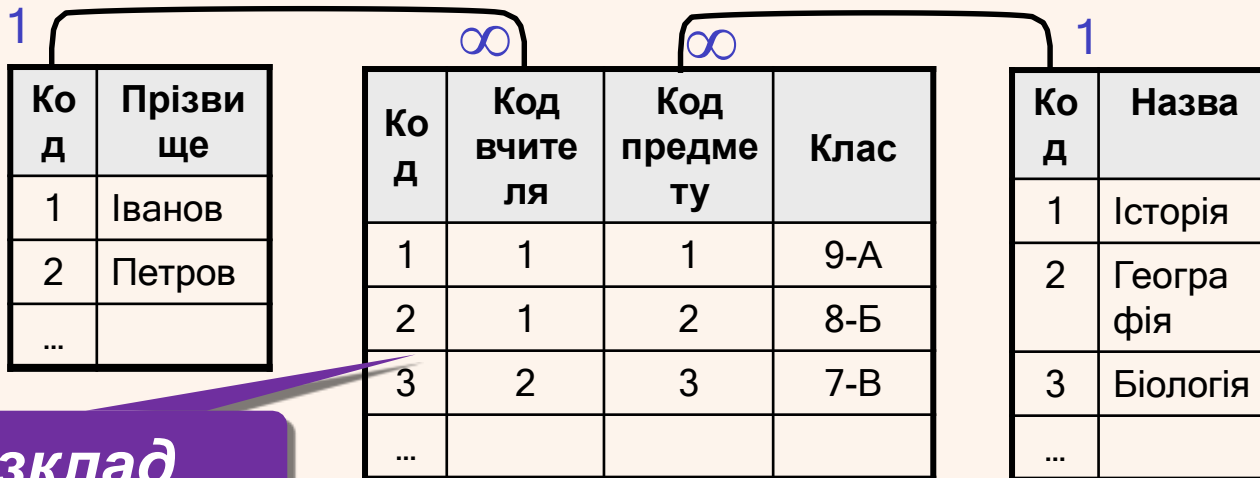 1 ∞ ∞ 1
Ко
д
Прізви
ще
1 Іванов
2 Петров
...
Ко
д
Код
вчите
ля
Код
предме
ту
Клас
1 1 1 9-А
2 1 2 8-Б
3 2 3 7-В
...
Ко
д
Назва
1 Історія
2 Геогра
фія
3 Біологія
...
зклад